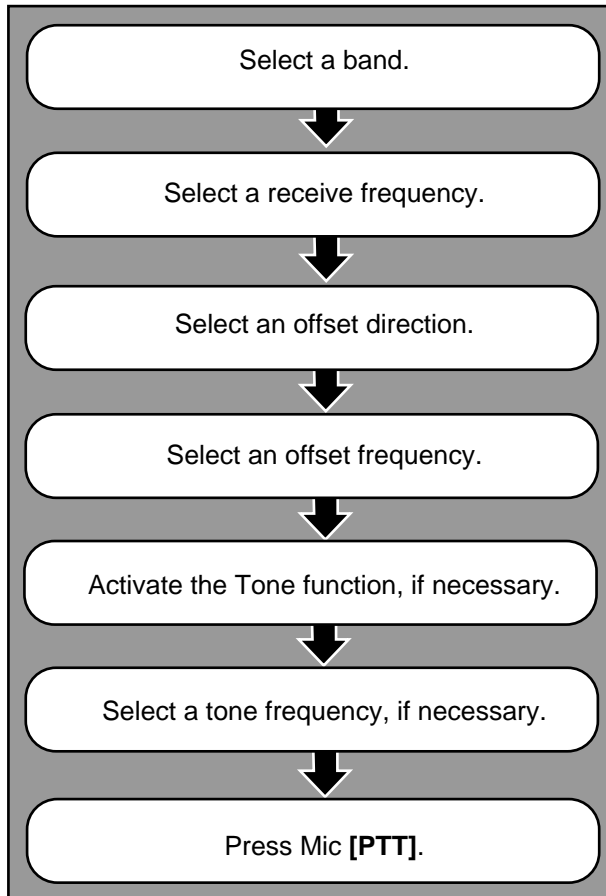 Select a band.
Select a receive frequency.
Select an offset direction.
Select an offset frequency.
Activate the Tone function, if necessary.
Select a tone frequency, if necessary.
Press Mic [PTT].